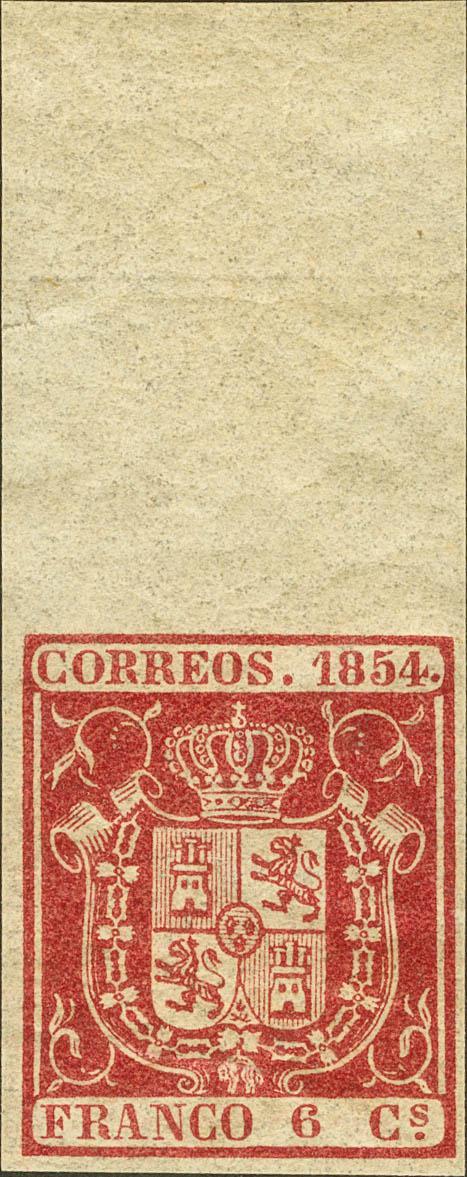 CORREOS. 1854.
FRANCO 6 Cs.